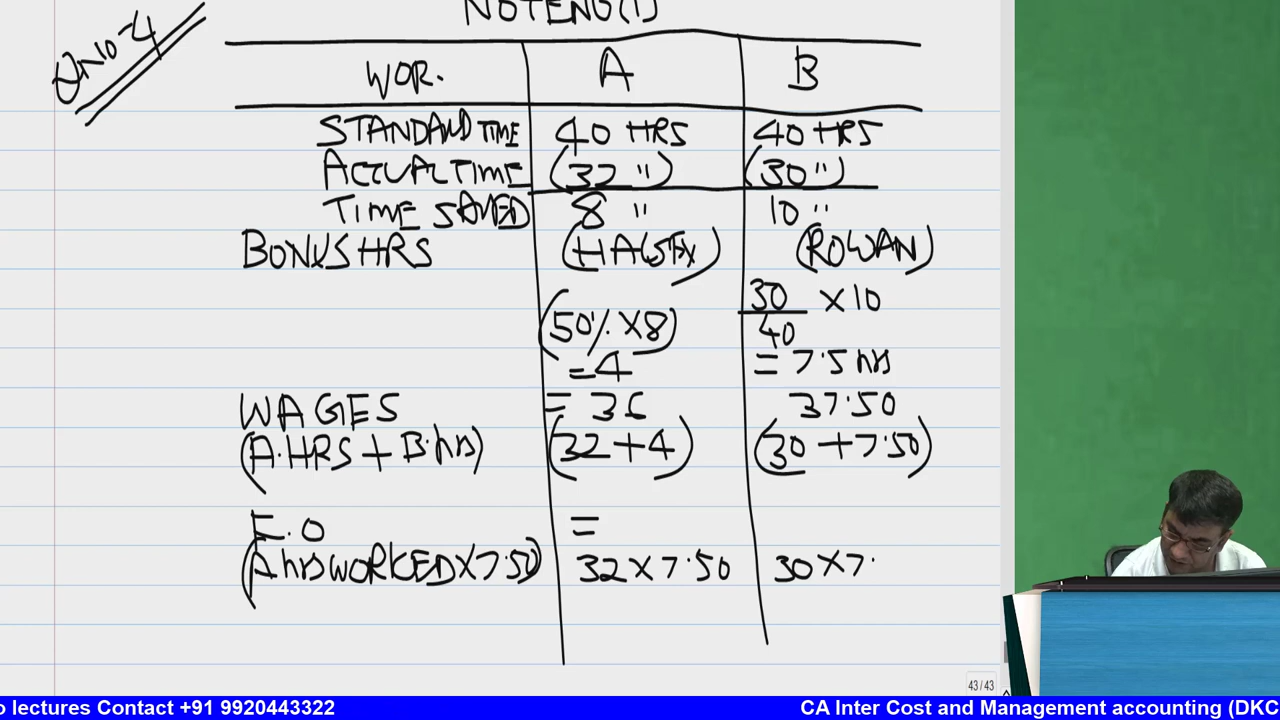 NOTENO(1)
QNO-4
WOR. A B
STANDARD TIME 40 HRS 40 HRS
ACTUAL TIME (32 ") (30 ")
TIME SAVED 8 " 10 "
BONUS HRS (HALSEY) (ROWAN)
30/40 × 10
(50% × 8)
= 4 = 7.5 hrs
WAGES = 36 37.50
(A.HRS + B.hrs) (32 + 4) (30 + 7.50)
F.O =
(A hrs WORKED × 7.50) 32 × 7.50 30 × 7.
43/43
o lectures Contact +91 9920443322 CA Inter Cost and Management accounting (DKC